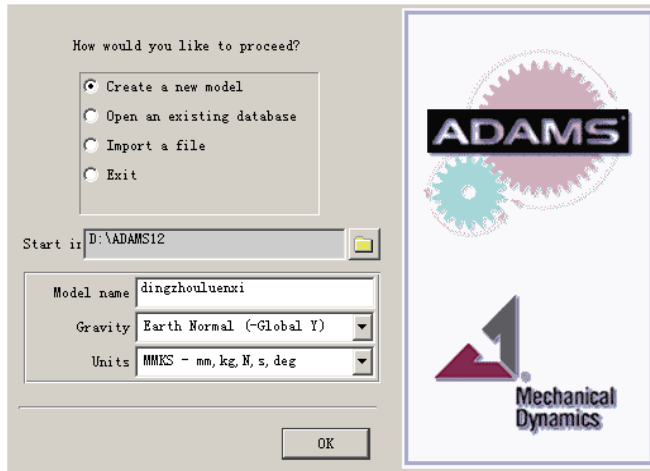 How would you like to proceed?
Create a new model
Open an existing database
Import a file
Exit
Start in D:\ADAMS12
Model name dingzhouluenxi
Gravity Earth Normal (-Global Y)
Units MMKS - mm,kg,N,s,deg
OK
ADAMS
Mechanical
Dynamics